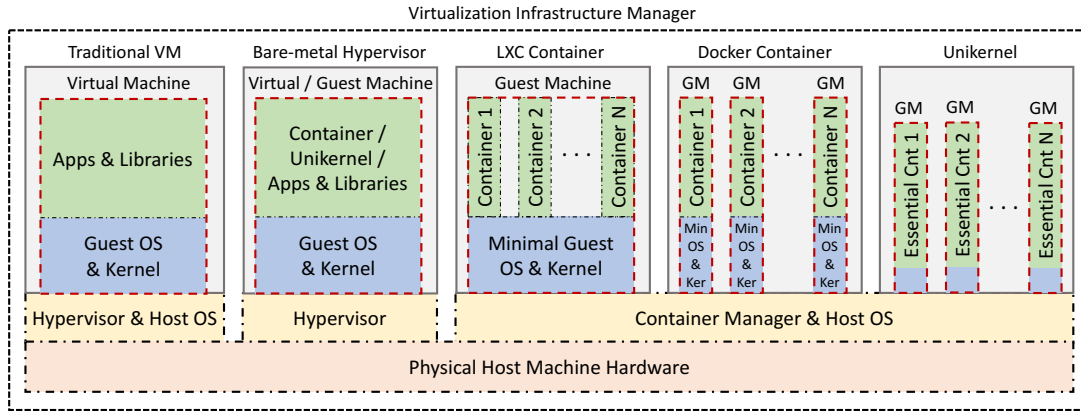 Virtualization Infrastructure Manager
Traditional VM
Bare-metal Hypervisor
LXC Container
Docker Container
Unikernel
Virtual Machine
Apps & Libraries
Guest OS
& Kernel
Virtual / Guest Machine
Container /
Unikernel /
Apps & Libraries
Guest OS
& Kernel
Guest Machine
Container 1
Container 2
. . .
Container N
Minimal Guest
OS & Kernel
GM
GM
GM
Container 1
Container 2
. . .
Container N
Min
OS
&
Ker
Min
OS
&
Ker
Min
OS
&
Ker
GM
GM
GM
Essential Cnt 1
Essential Cnt 2
. . .
Essential Cnt N
Hypervisor & Host OS
Hypervisor
Container Manager & Host OS
Physical Host Machine Hardware